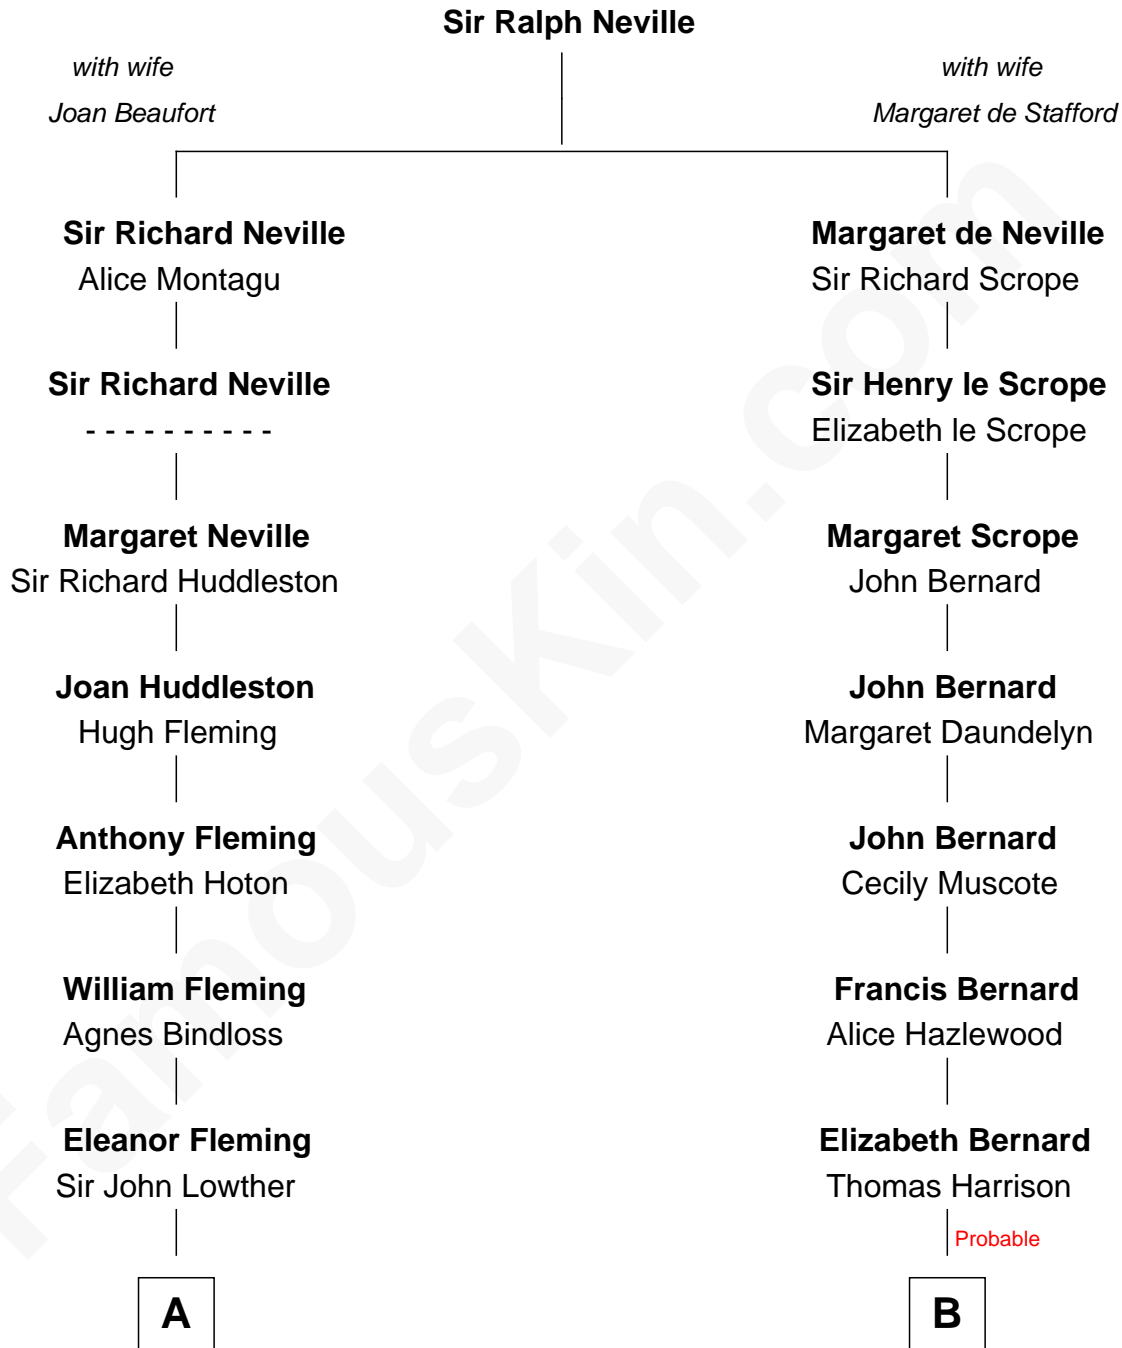 Sir Ralph Neville
with wife
Joan Beaufort
with wife
Margaret de Stafford
Sir Richard Neville
Alice Montagu
Sir Richard Neville
- - - - - - - - - -
Margaret Neville
Sir Richard Huddleston
Joan Huddleston
Hugh Fleming
Anthony Fleming
Elizabeth Hoton
William Fleming
Agnes Bindloss
Eleanor Fleming
Sir John Lowther
A
Margaret de Neville
Sir Richard Scrope
Sir Henry le Scrope
Elizabeth le Scrope
Margaret Scrope
John Bernard
John Bernard
Margaret Daundelyn
John Bernard
Cecily Muscote
Francis Bernard
Alice Hazlewood
Elizabeth Bernard
Thomas Harrison
Probable
B
FamousKin.com